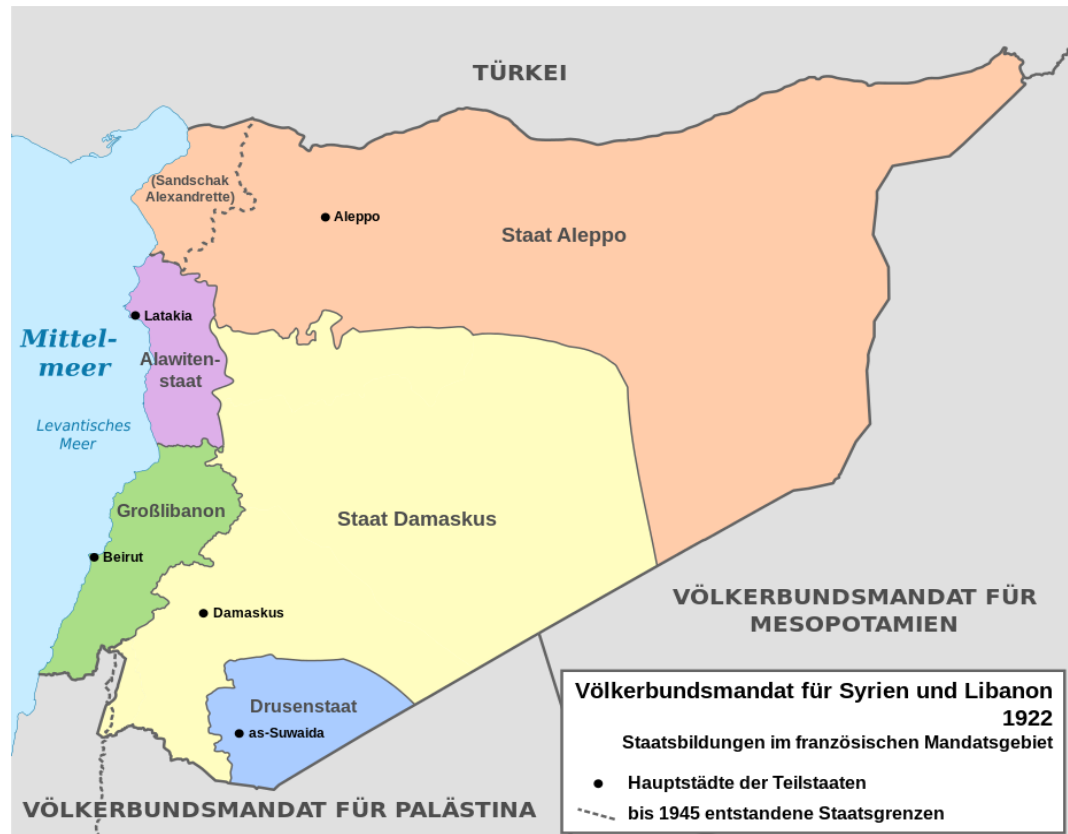 TÜRKEI
(Sandschak
Alexandrette)
Aleppo
Staat Aleppo
Latakia
Mittel-
meer
Alawiten-
staat
Levantisches
Meer
Großlibanon
Staat Damaskus
Beirut
Damaskus
VÖLKERBUNDSMANDAT FÜR
MESOPOTAMIEN
Drusenstaat
as-Suwaida
VÖLKERBUNDSMANDAT FÜR PALÄSTINA
Völkerbundsmandat für Syrien und Libanon
1922
Staatsbildungen im französischen Mandatsgebiet
Hauptstädte der Teilstaaten
bis 1945 entstandene Staatsgrenzen